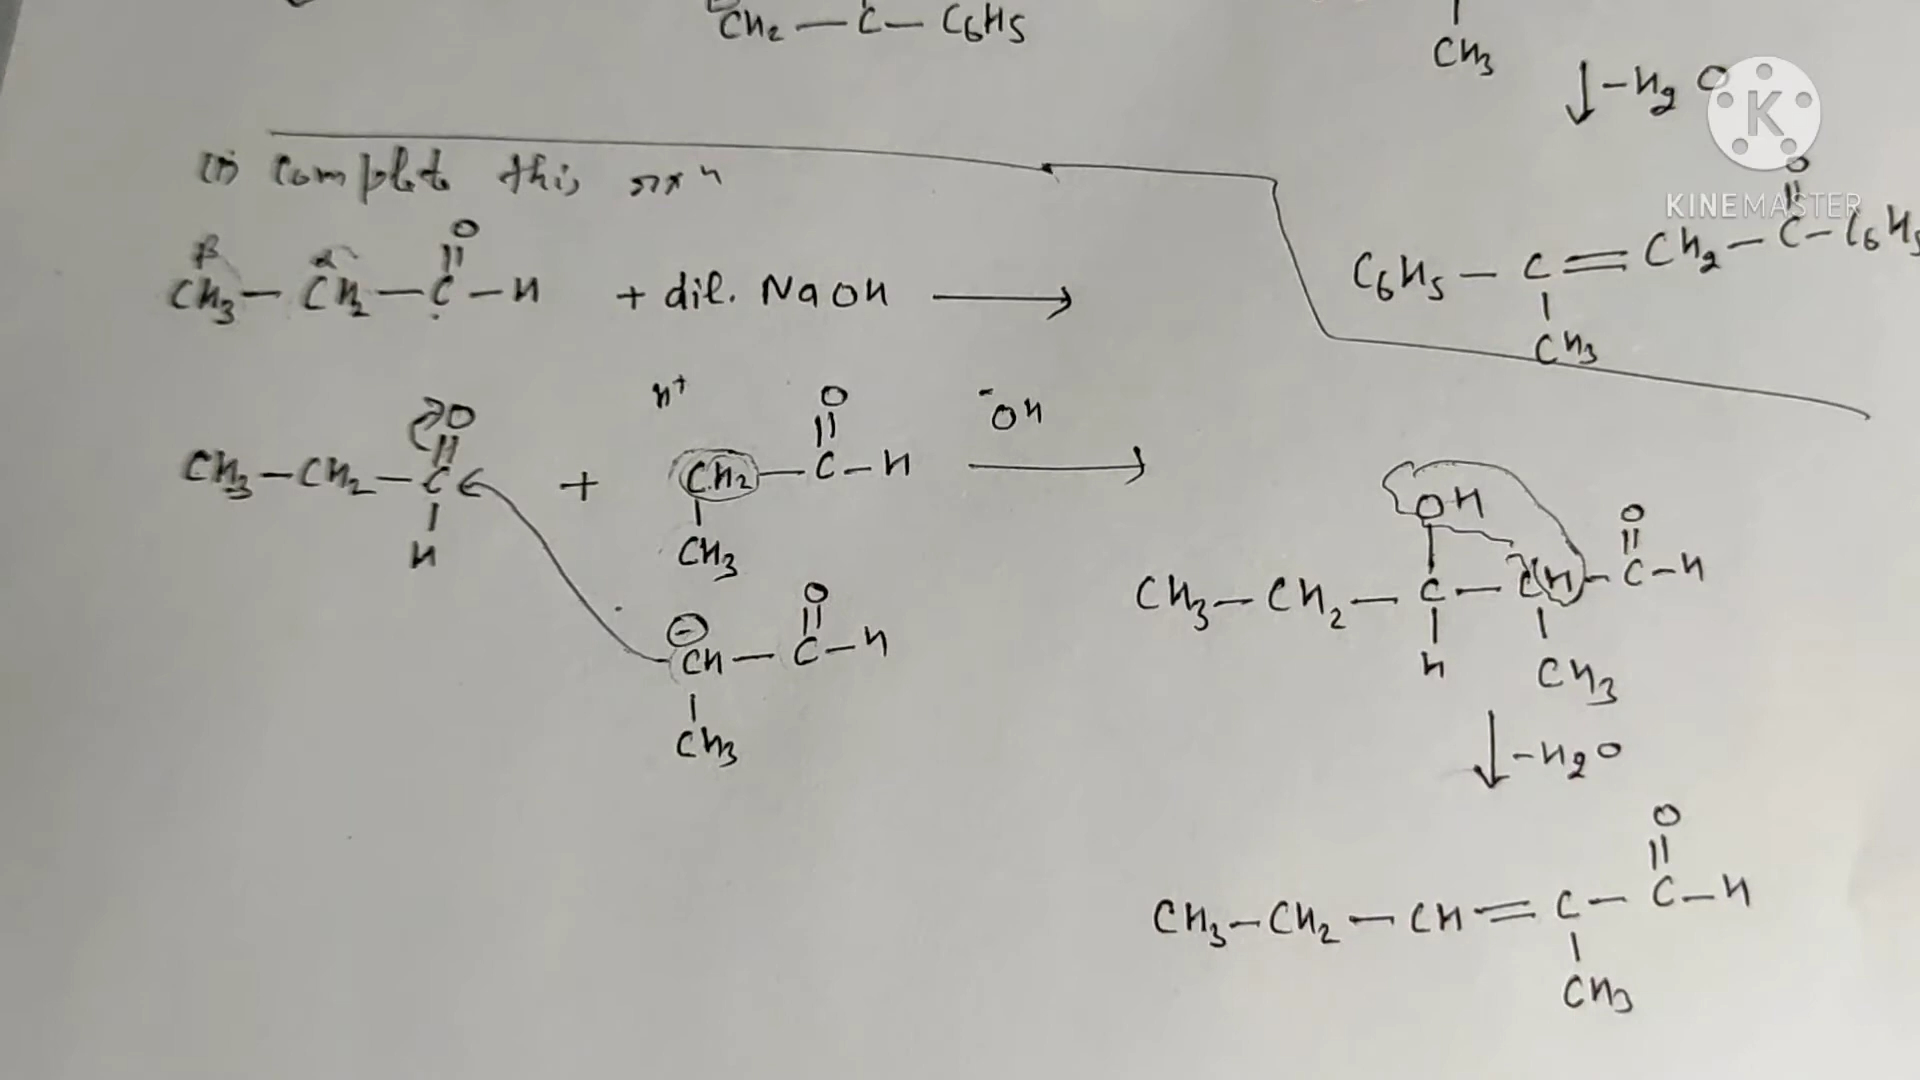 CH2 — C — C6H5
CH3
↓ -H2O
KINEMASTER
(i) Complete this rxn
β α O
CH3 — CH2 — C — H + dil. NaOH ⟶
O
C6H5 — C = CH2 — C — C6H5
CH3
O H+ O -OH
CH3 — CH2 — C + CH2 — C — H ⟶
H CH3
O
⊖CH — C — H
CH3
OH O
CH3 — CH2 — C — CH — C — H
H CH3
↓ -H2O
O
CH3 — CH2 — CH = C — C — H
CH3